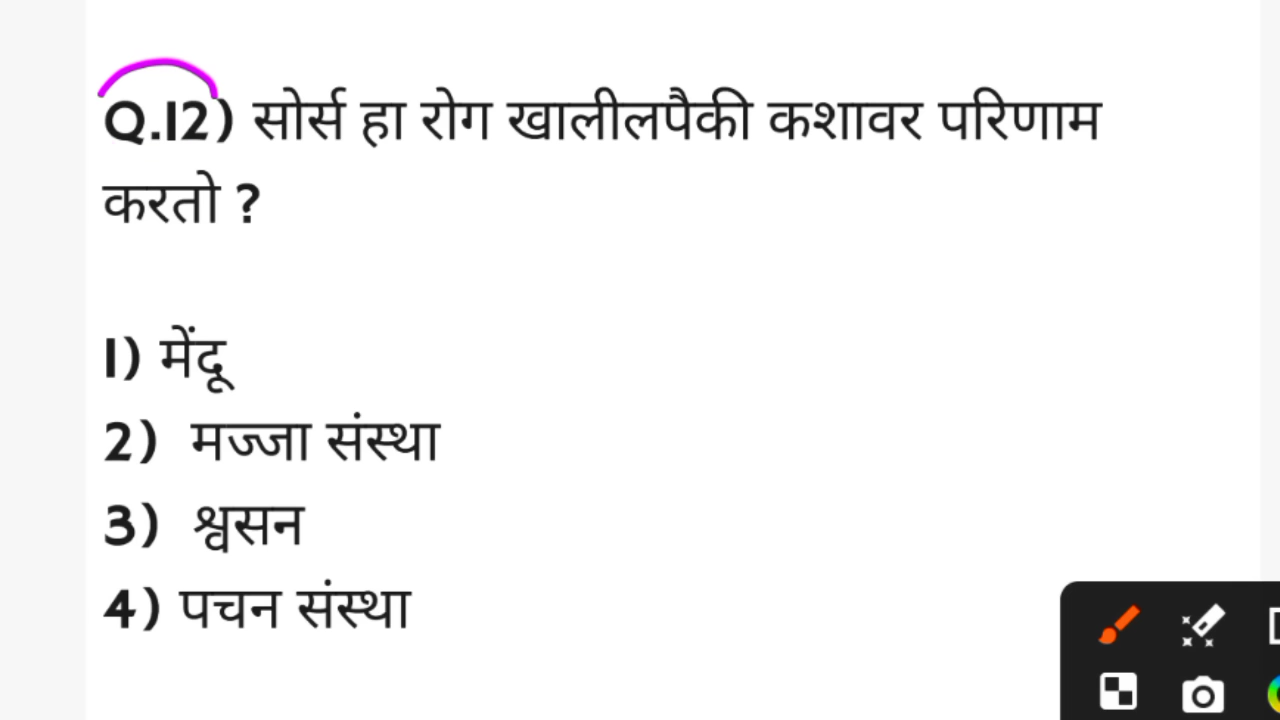 Q.12) सोर्स हा रोग खालीलपैकी कशावर परिणाम
करतो ?
1) मेंदू
2) मज्जा संस्था
3) श्वसन
4) पचन संस्था